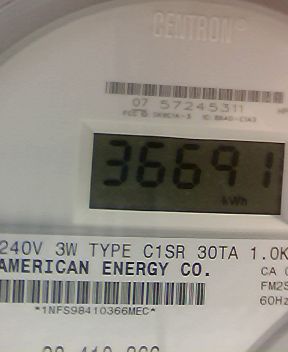 CENTRON®
07 57245311
36691
kWh
240V 3W TYPE C1SR 30TA 1.0K
AMERICAN ENERGY CO.
CA
FM2S
60Hz
*1NFS98410366MEC*